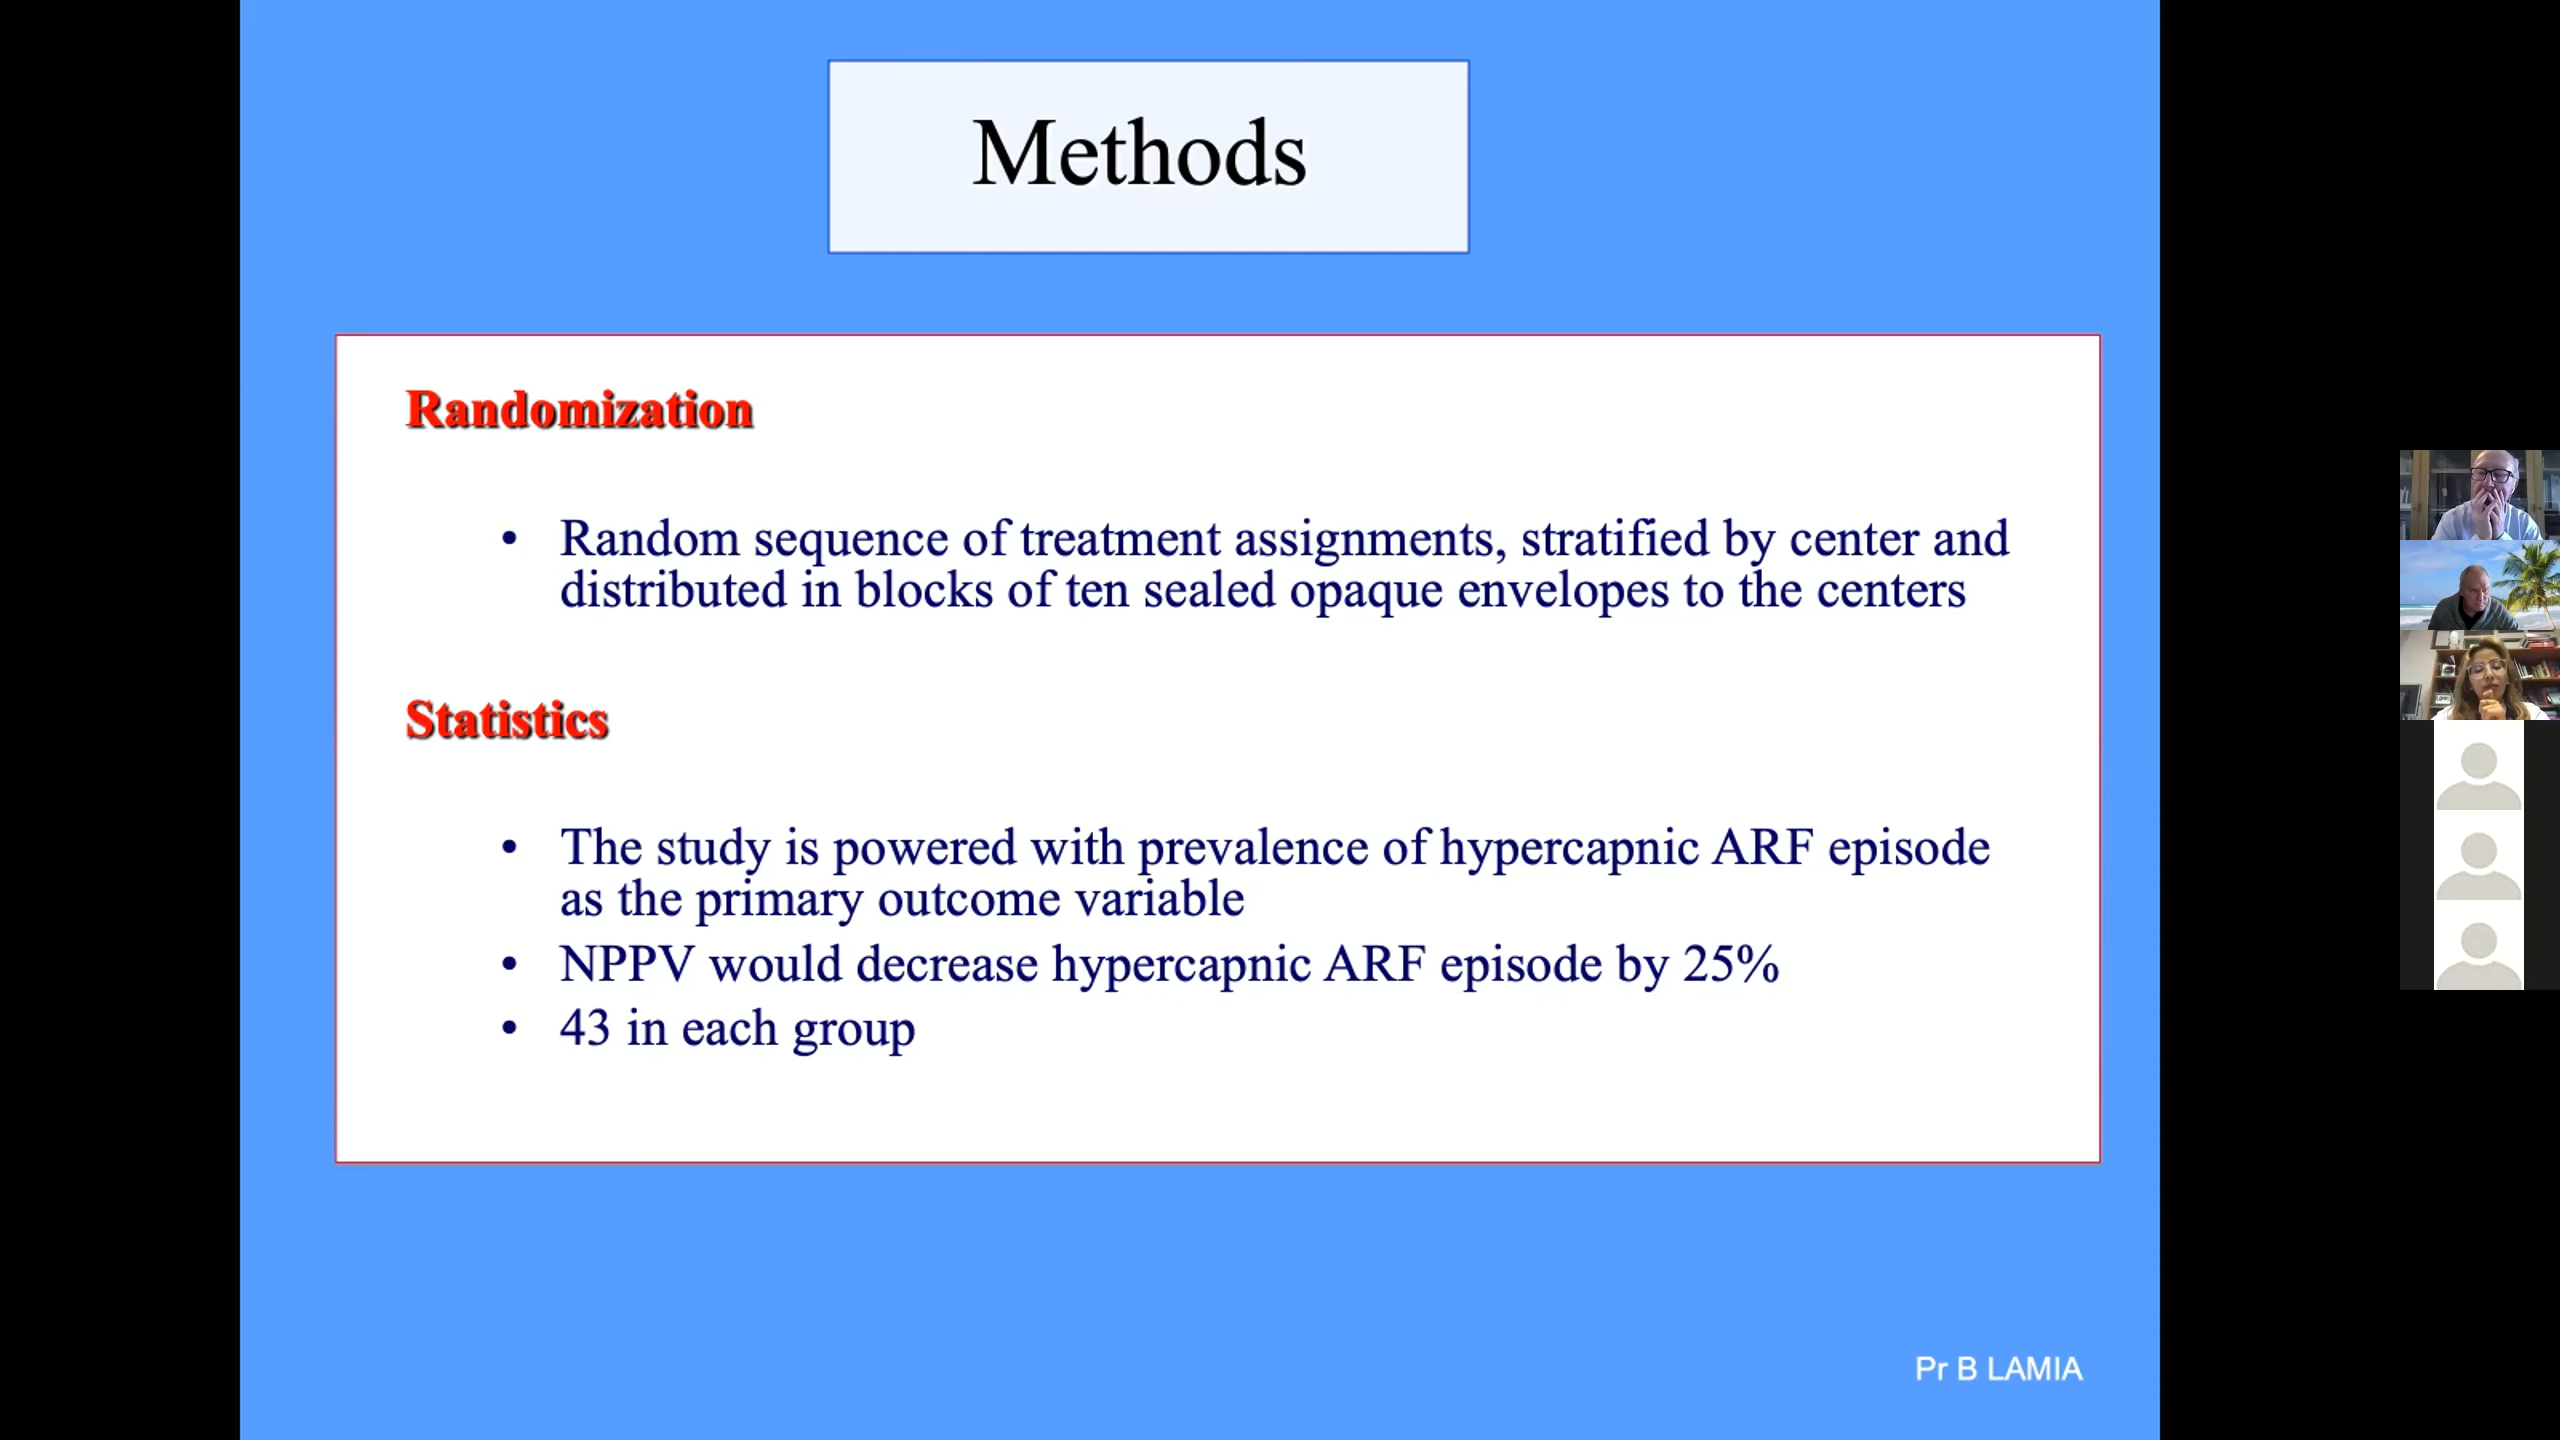 Methods
Randomization
• Random sequence of treatment assignments, stratified by center and
distributed in blocks of ten sealed opaque envelopes to the centers
Statistics
• The study is powered with prevalence of hypercapnic ARF episode
as the primary outcome variable
• NPPV would decrease hypercapnic ARF episode by 25%
• 43 in each group
Pr B LAMIA